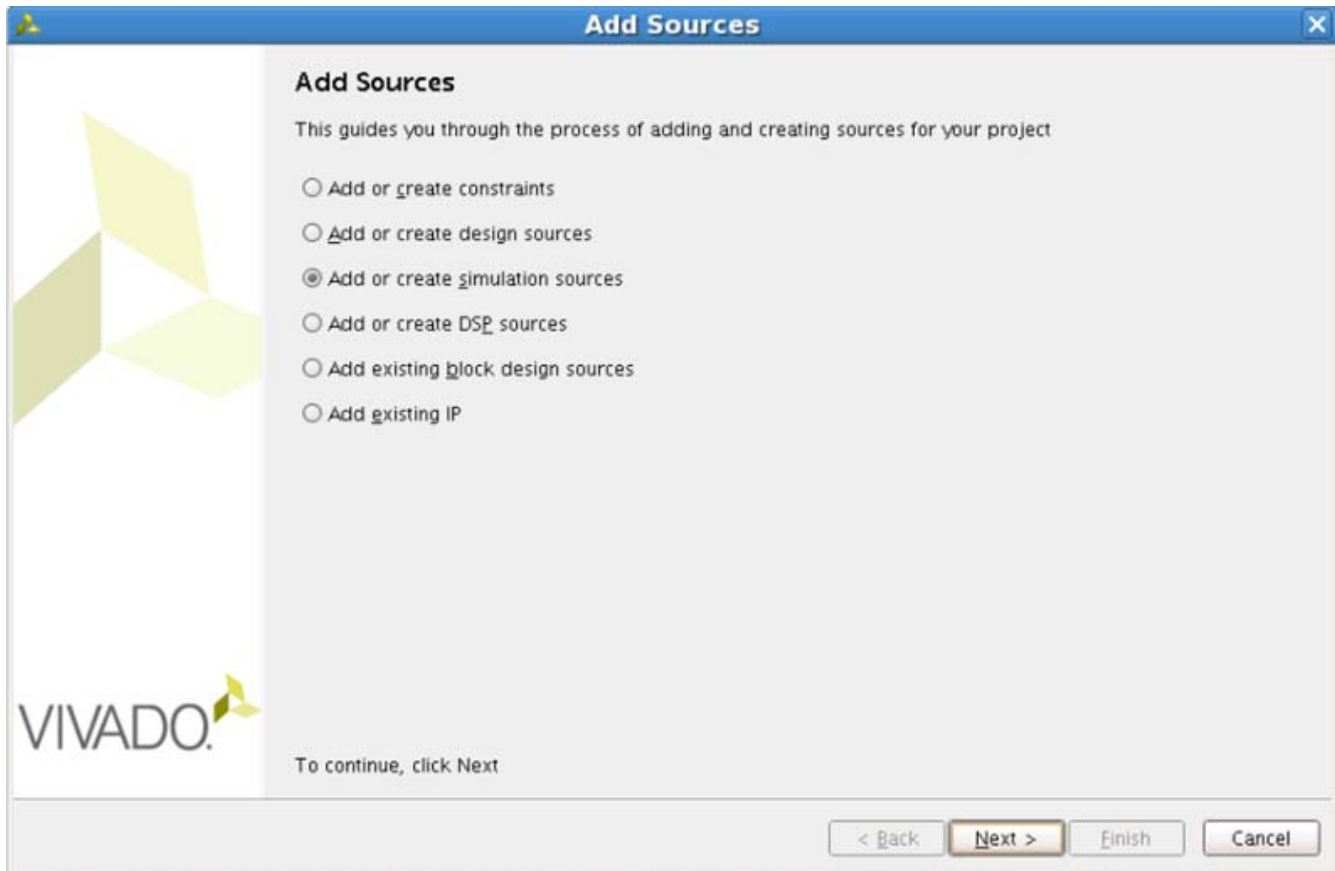 Add Sources
Add Sources
This guides you through the process of adding and creating sources for your project
Add or create constraints
Add or create design sources
Add or create simulation sources
Add or create DSP sources
Add existing block design sources
Add existing IP
VIVADO.
To continue, click Next
< Back Next > Finish Cancel